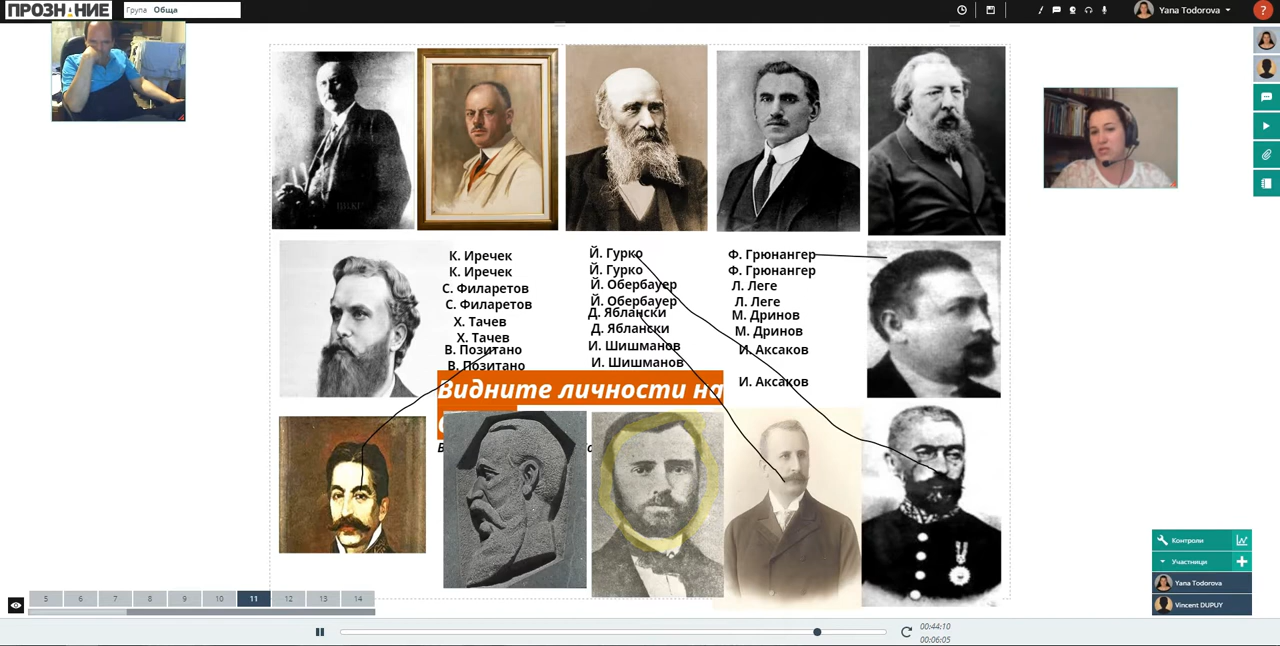 ПРОЗНАНИЕ
Група Обща
Yana Todorova
?
К. Иречек
К. Иречек
С. Филаретов
С. Филаретов
Х. Тачев
Х. Тачев
В. Позитано
В. Позитано
Й. Гурко
Й. Гурко
Й. Обербауер
Й. Обербауер
Д. Яблански
Д. Яблански
И. Шишманов
И. Шишманов
Ф. Грюнангер
Ф. Грюнангер
Л. Леге
Л. Леге
М. Дринов
М. Дринов
И. Аксаков
И. Аксаков
Видните личности на
Контроли
Участници
Yana Todorova
Vincent DUPUY
5 6 7 8 9 10 11 12 13 14
00:44:10
00:06:05